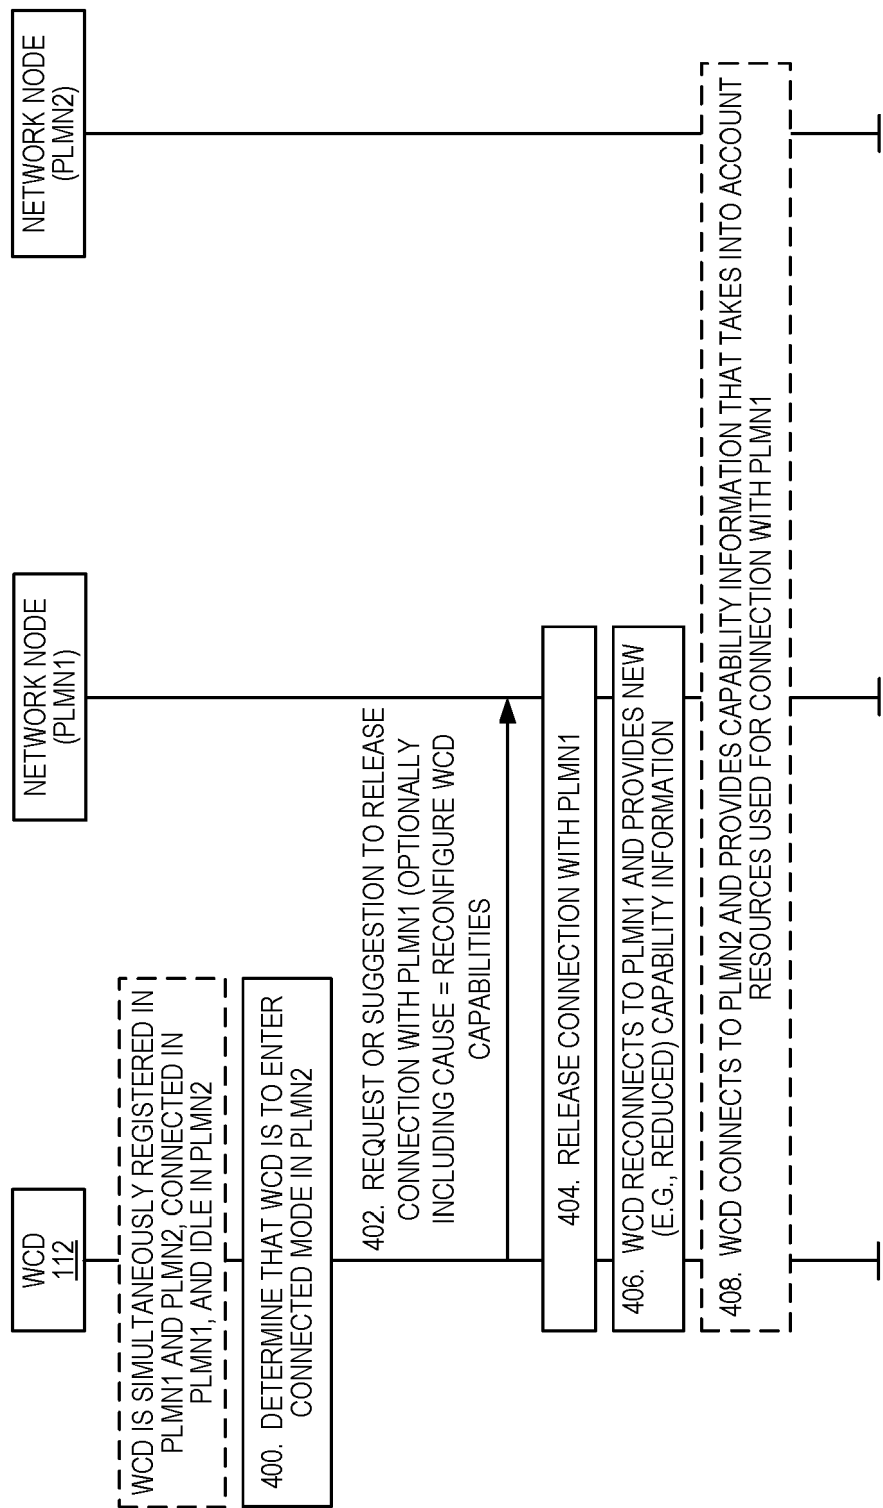 WCD
112
NETWORK NODE
(PLMN1)
NETWORK NODE
(PLMN2)
WCD IS SIMULTANEOUSLY REGISTERED IN
PLMN1 AND PLMN2, CONNECTED IN
PLMN1, AND IDLE IN PLMN2
400. DETERMINE THAT WCD IS TO ENTER
CONNECTED MODE IN PLMN2
402. REQUEST OR SUGGESTION TO RELEASE
CONNECTION WITH PLMN1 (OPTIONALLY
INCLUDING CAUSE = RECONFIGURE WCD
CAPABILITIES
404. RELEASE CONNECTION WITH PLMN1
406. WCD RECONNECTS TO PLMN1 AND PROVIDES NEW
(E.G., REDUCED) CAPABILITY INFORMATION
408. WCD CONNECTS TO PLMN2 AND PROVIDES CAPABILITY INFORMATION THAT TAKES INTO ACCOUNT
RESOURCES USED FOR CONNECTION WITH PLMN1